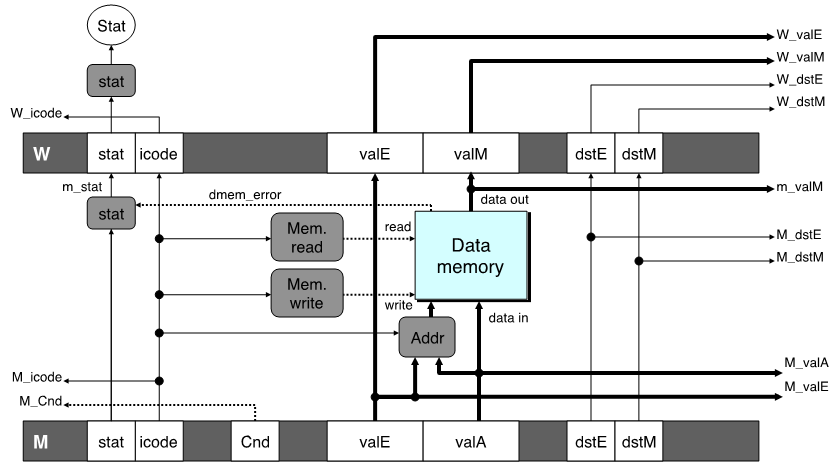 Stat
W_valE
W_valM
stat
W_dstE
W_dstM
W_icode
W
stat
icode
valE
valM
dstE
dstM
m_stat
dmem_error
data out
m_valM
stat
Mem.
read
read
Data
memory
M_dstE
M_dstM
Mem.
write
write
data in
Addr
M_valA
M_icode
M_valE
M_Cnd
M
stat
icode
Cnd
valE
valA
dstE
dstM